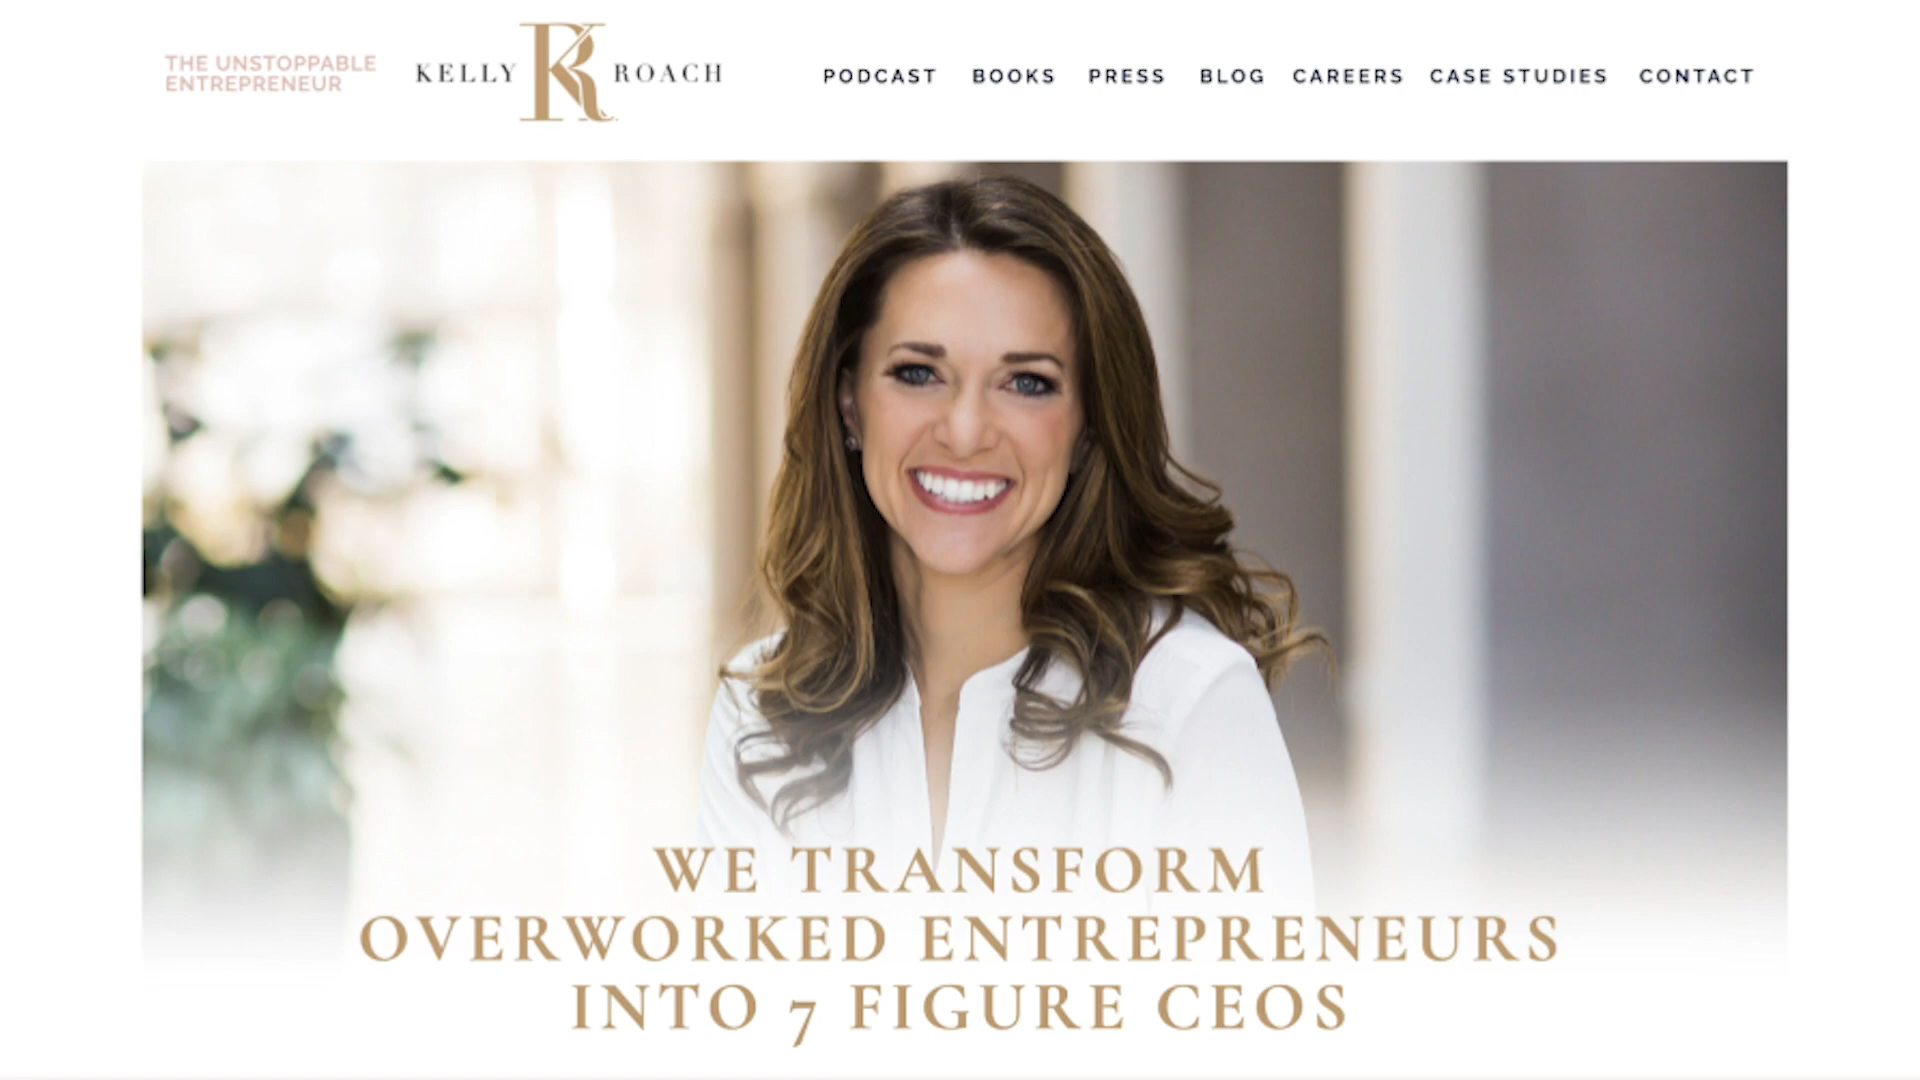 THE UNSTOPPABLE
ENTREPRENEUR
KELLY KR ROACH
PODCAST BOOKS PRESS BLOG CAREERS CASE STUDIES CONTACT
WE TRANSFORM
OVERWORKED ENTREPRENEURS
INTO 7 FIGURE CEOS